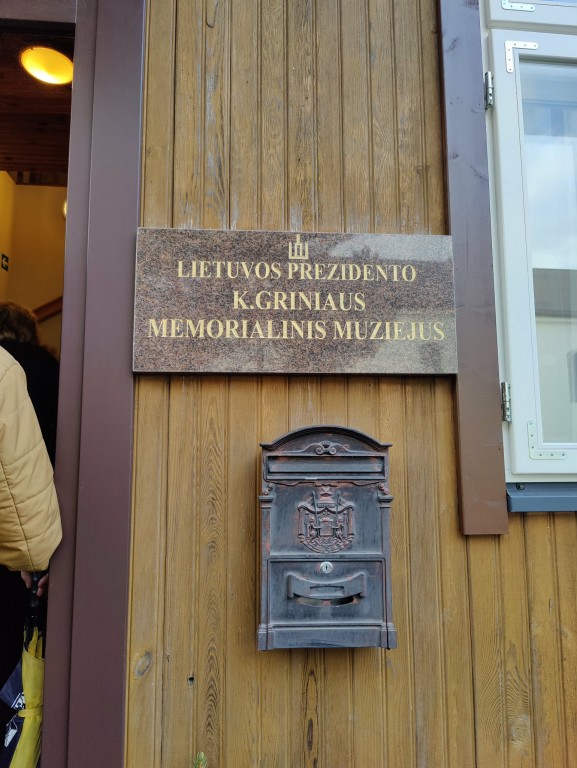 LIETUVOS PREZIDENTO
K.GRINIAUS
MEMORIALINIS MUZIEJUS